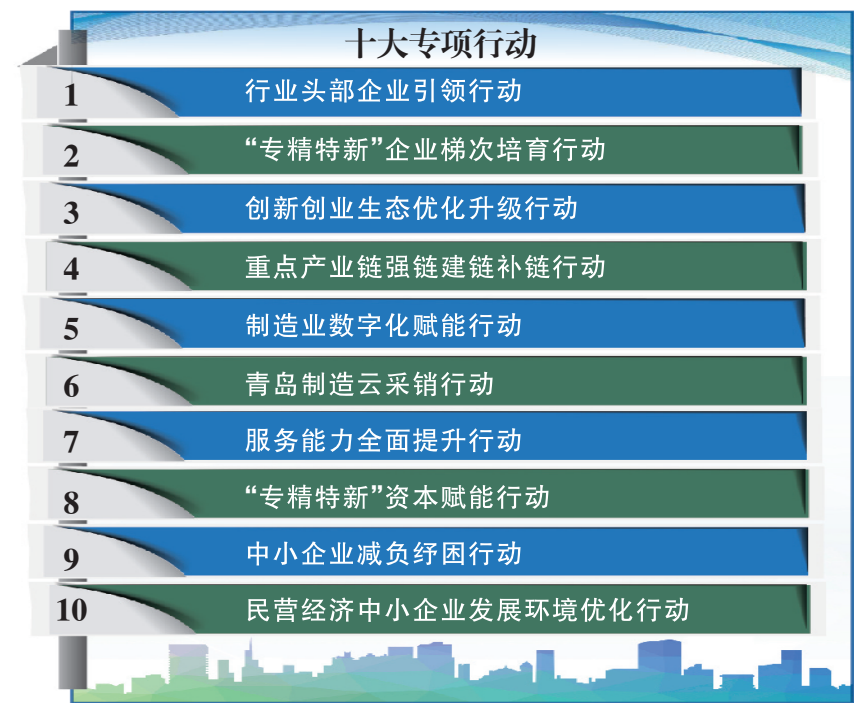 十大专项行动
1 行业头部企业引领行动
2 “专精特新”企业梯次培育行动
3 创新创业生态优化升级行动
4 重点产业链强链建链补链行动
5 制造业数字化赋能行动
6 青岛制造云采销行动
7 服务能力全面提升行动
8 “专精特新”资本赋能行动
9 中小企业减负纾困行动
10 民营经济中小企业发展环境优化行动